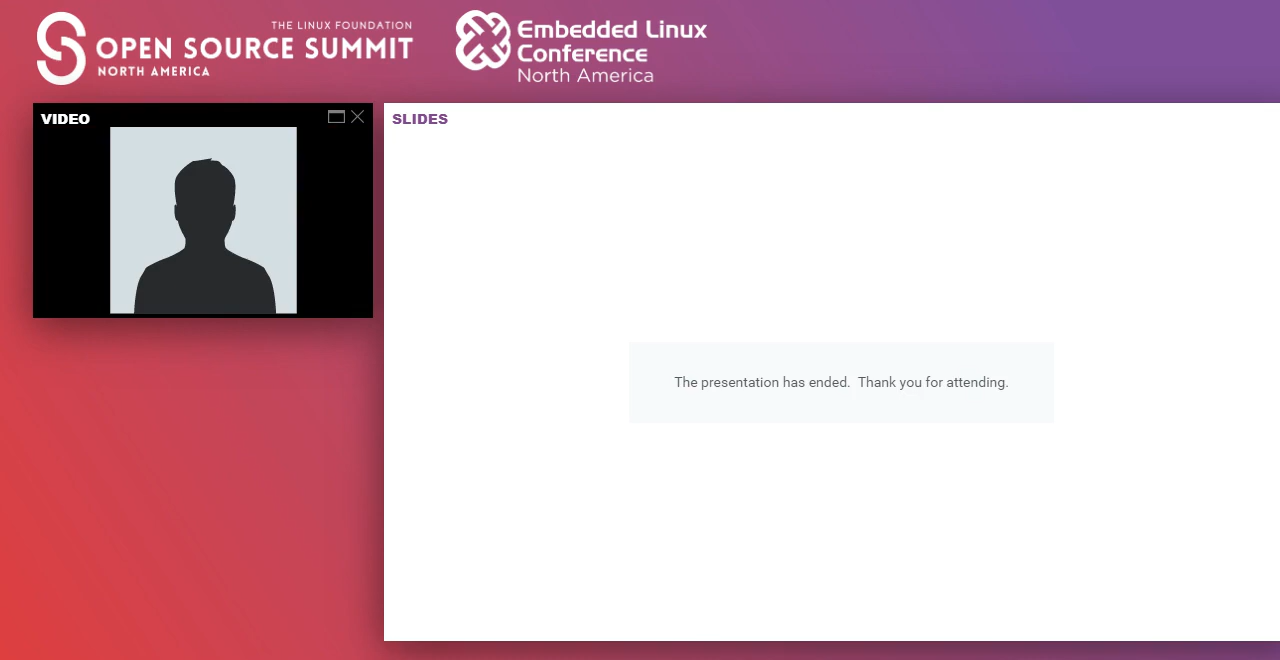 THE LINUX FOUNDATION
OPEN SOURCE SUMMIT
NORTH AMERICA
Embedded Linux
Conference
North America
VIDEO
SLIDES
The presentation has ended.  Thank you for attending.